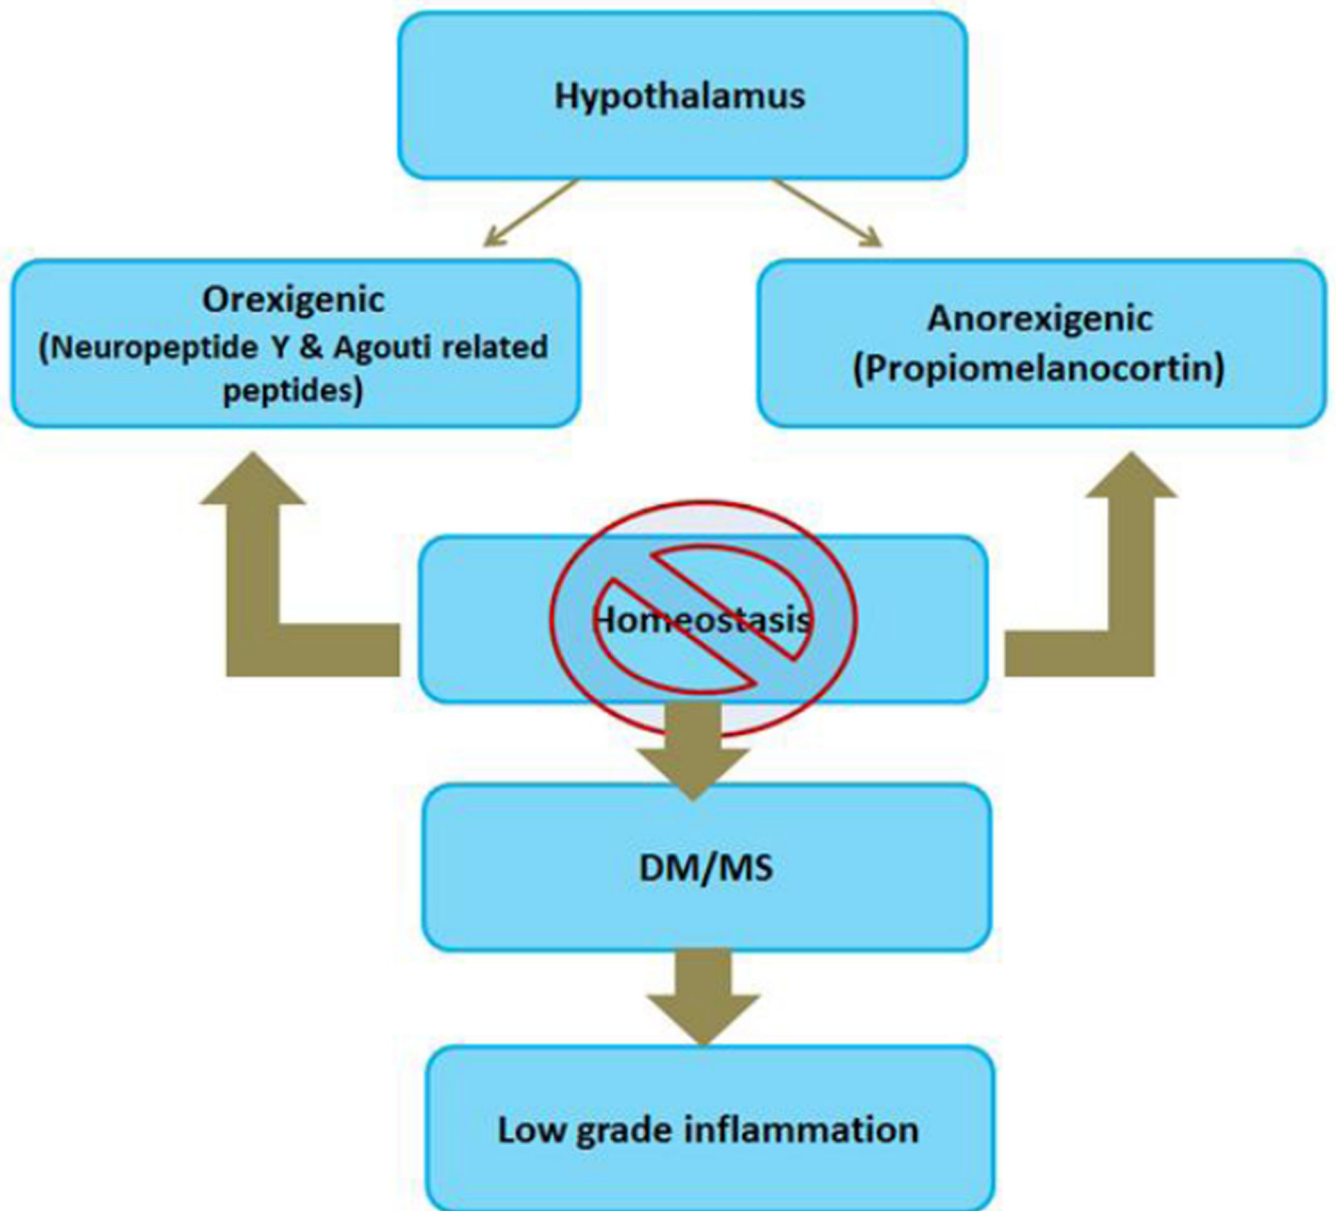 Hypothalamus
Orexigenic
(Neuropeptide Y & Agouti related
peptides)
Anorexigenic
(Propiomelanocortin)
Homeostasis
DM/MS
Low grade inflammation